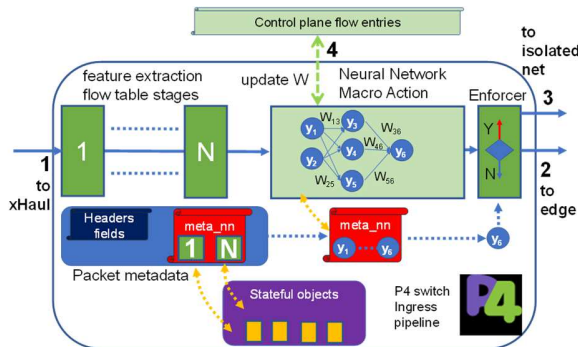 Control plane flow entries
to
isolated
net
4
feature extraction
flow table stages
update W
Neural Network
Macro Action
Enforcer
3
1
N
y1
y2
y3
y4
y5
y6
W13
W25
W36
W46
W56
Y
N
1
to
xHaul
2
to
edge
Headers
fields
meta_nn
1 N
meta_nn
y1 y6
y6
Packet metadata
Stateful objects
P4 switch
Ingress
pipeline
P4